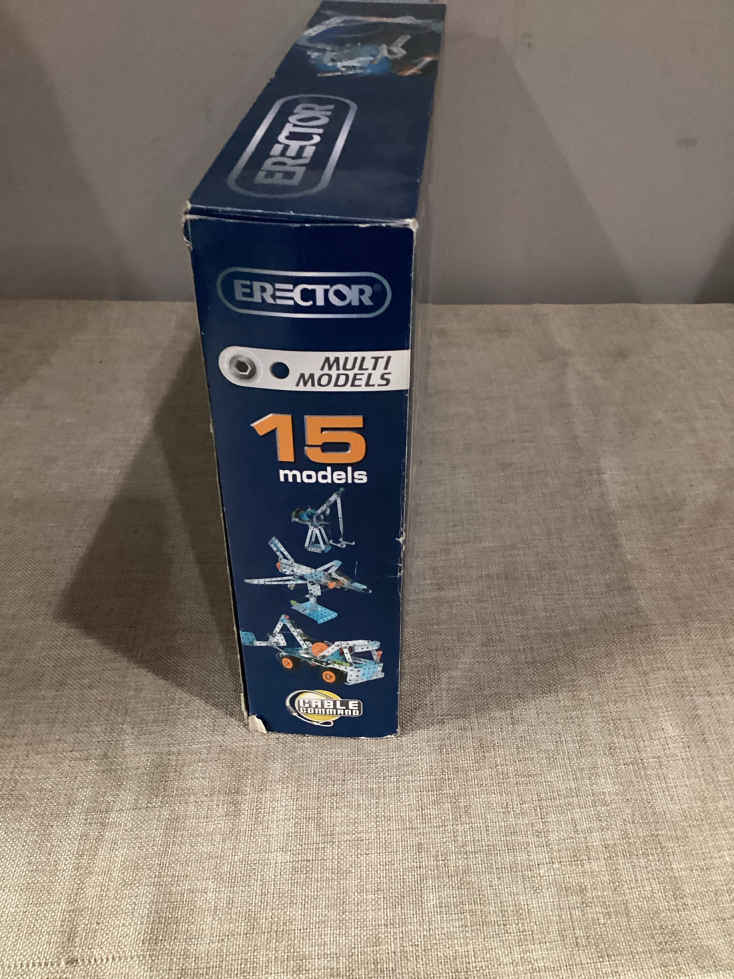 ERECTOR
ERECTOR®
MULTI
MODELS
15
models
CABLE
COMMAND